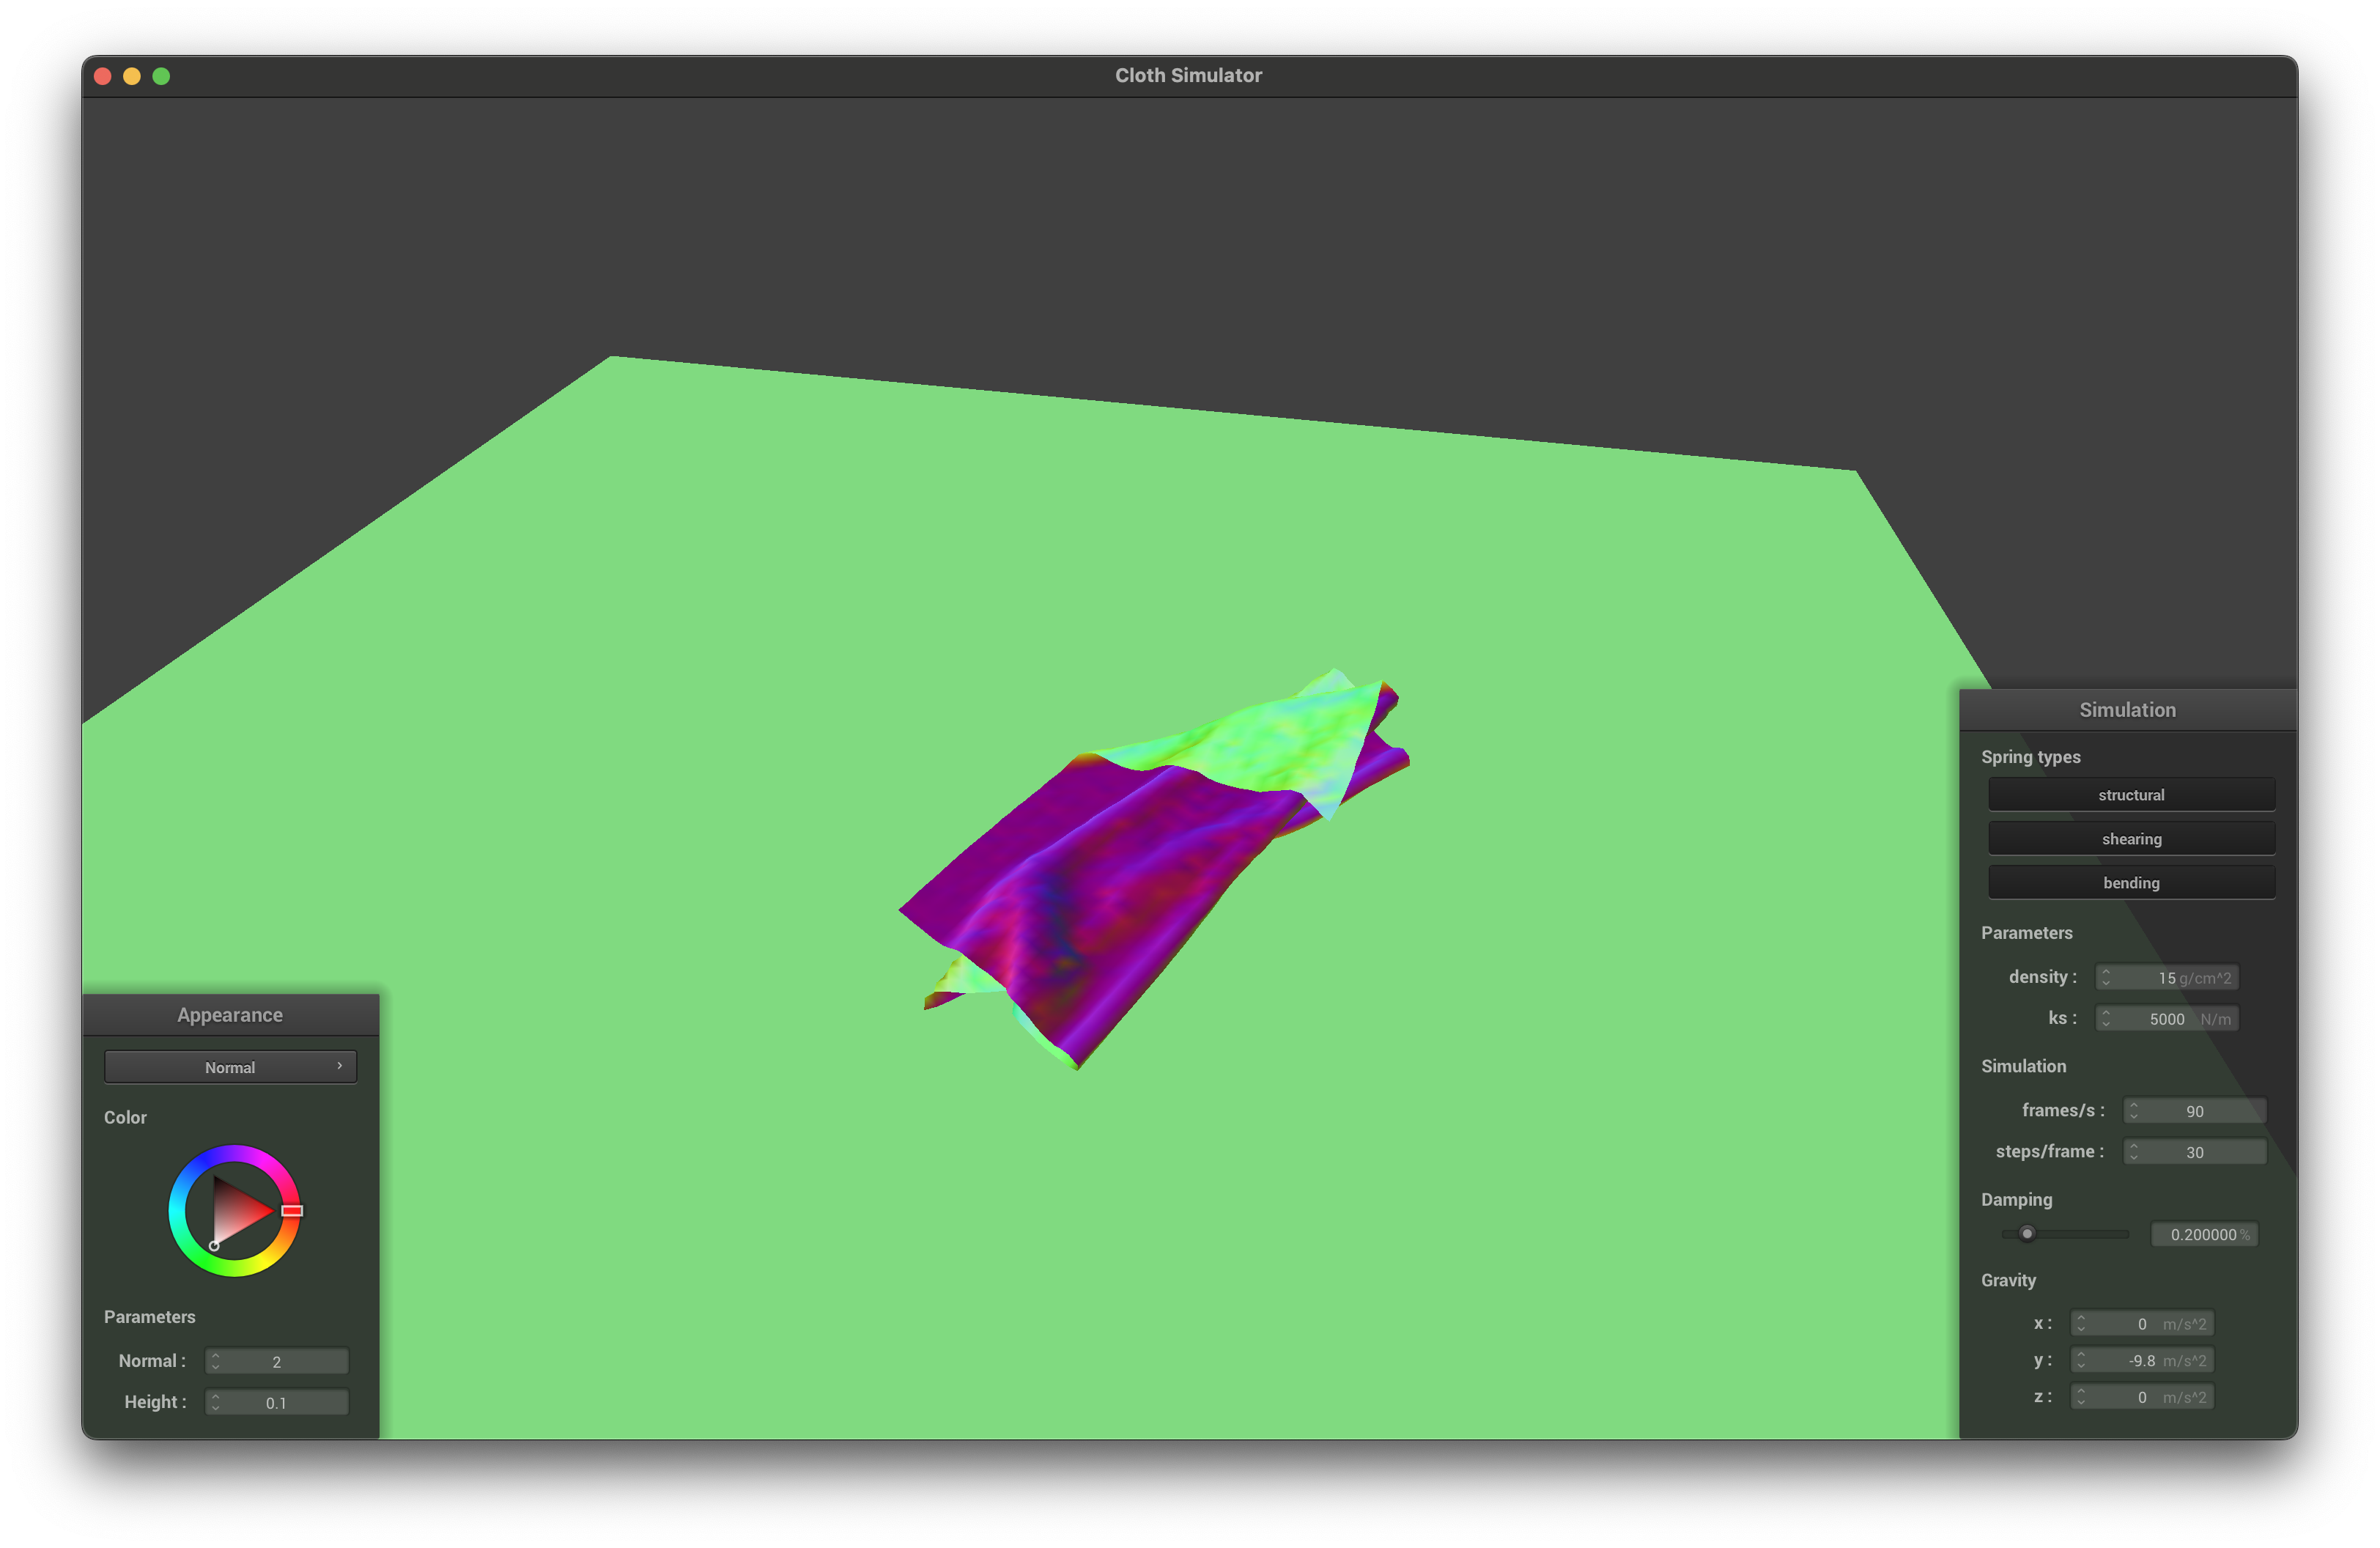 Cloth Simulator
Simulation
Spring types
structural
shearing
bending
Parameters
density : 15 g/cm^2
ks : 5000 N/m
Simulation
frames/s : 90
steps/frame : 30
Damping
0.200000 %
Gravity
x : 0 m/s^2
y : -9.8 m/s^2
z : 0 m/s^2
Appearance
Normal ›
Color
Parameters
Normal : 2
Height : 0.1